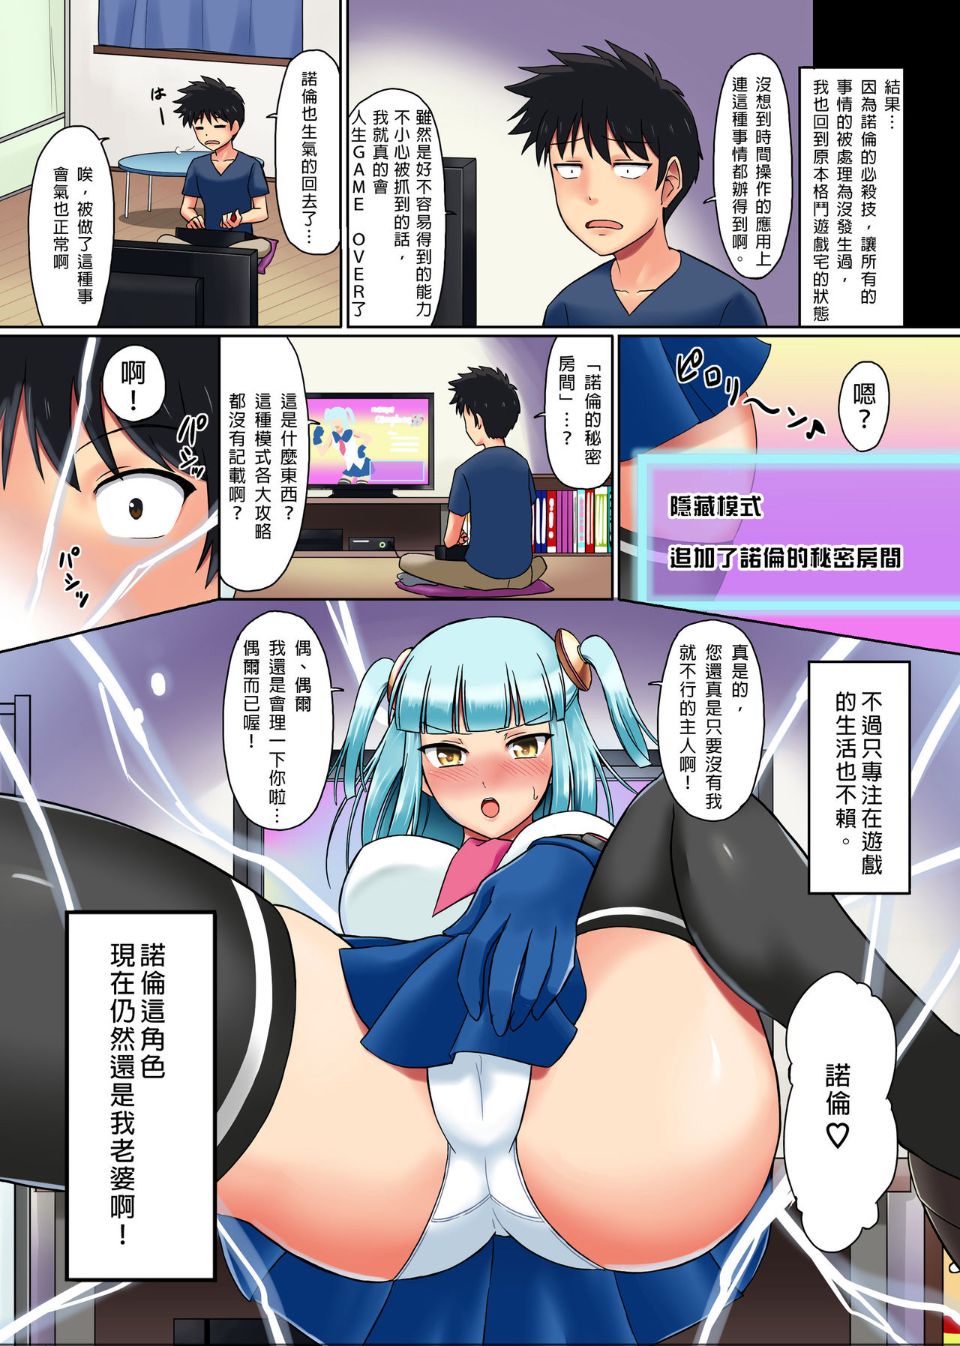 結果…
因為諾倫的必殺技，讓所有的
事情的被處理為沒發生過，
我也回到原本格鬥遊戲宅的狀態
沒想到時間操作的應用上
連這種事情都辦得到啊。
雖然是好不容易得到的能力
不小心被抓到的話，
我就真的會
人生GAME OVER了
諾倫也生氣的回去了…
は
唉，被做了這種事
會氣也正常啊
嗯？
ピロリ〜ン♪
隱藏模式
追加了諾倫的秘密房間
「諾倫的秘密
房間」…？
這是什麼東西？
這種模式各大攻略
都沒有記載啊？
啊！
パシッ
パシッ
不過只專注在遊戲
的生活也不賴。
真是的，
您還真是只要沒有我
就不行的主人啊！
偶、偶爾
我還是會理一下你啦…
偶爾而已喔！
諾倫♡
諾倫這角色
現在仍然還是我老婆啊！